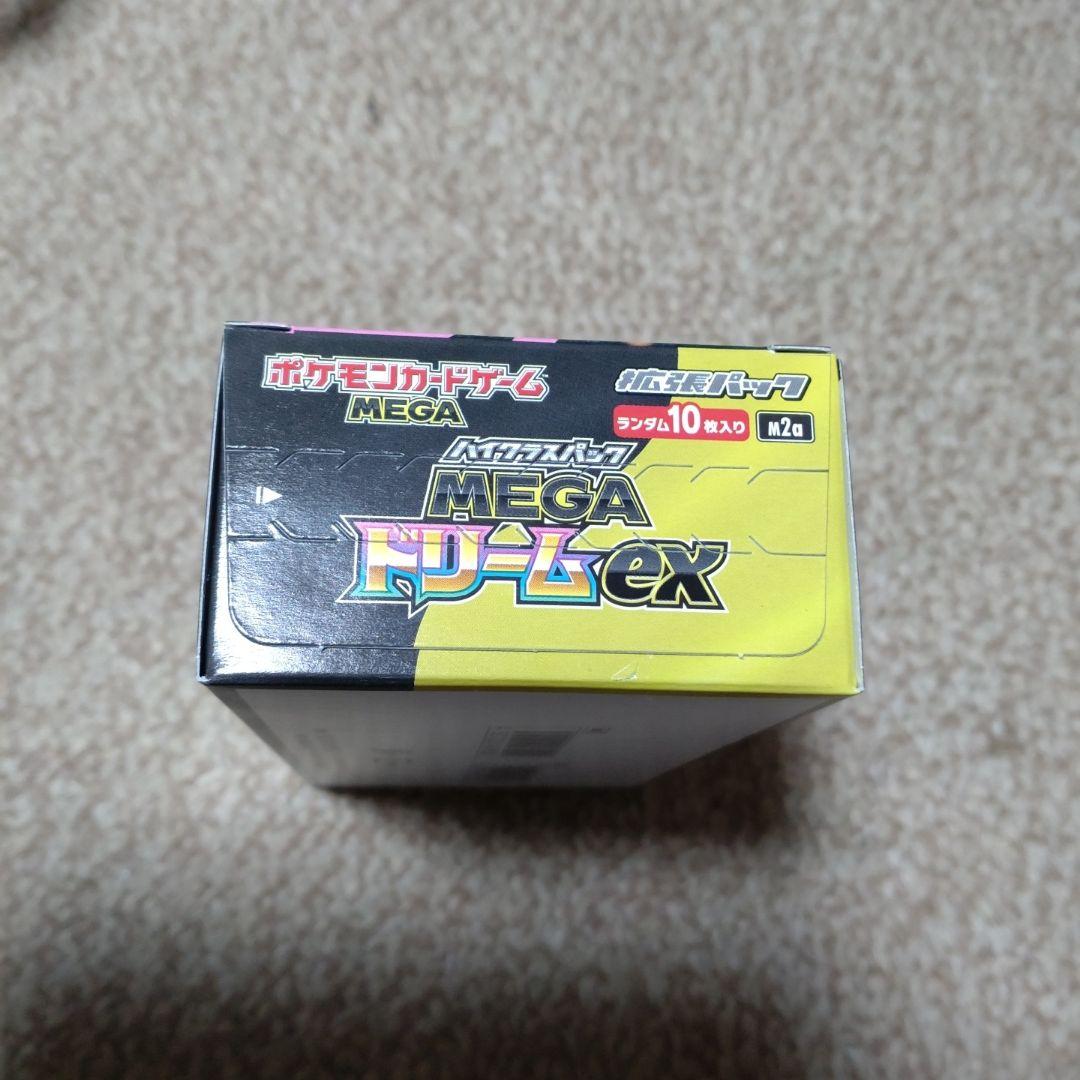 ポケモンカードゲーム
MEGA
拡張パック
ランダム10枚入り
M2a
ハイクラスパック
MEGA
ドリームex